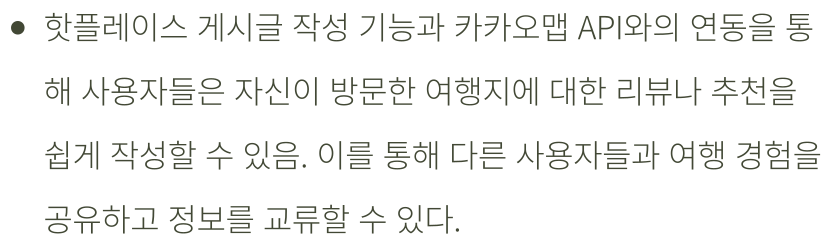 ● 핫플레이스 게시글 작성 기능과 카카오맵 API와의 연동을 통
해 사용자들은 자신이 방문한 여행지에 대한 리뷰나 추천을
쉽게 작성할 수 있음. 이를 통해 다른 사용자들과 여행 경험을
공유하고 정보를 교류할 수 있다.